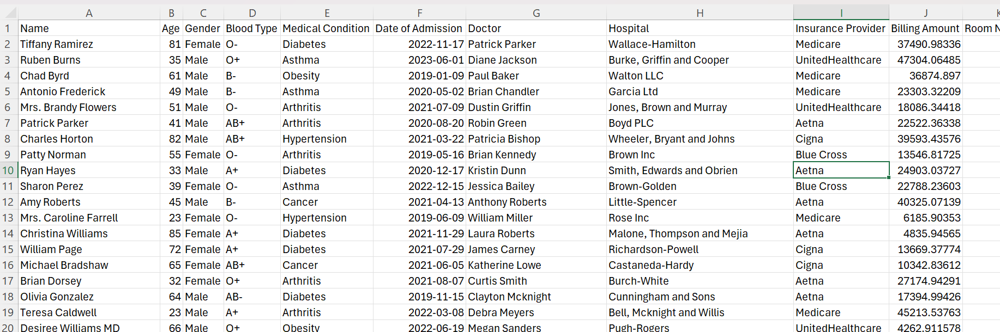 A B C D E F G H I J
1 Name Age Gender Blood Type Medical Condition Date of Admission Doctor Hospital Insurance Provider Billing Amount Room N
2 Tiffany Ramirez 81 Female O- Diabetes 2022-11-17 Patrick Parker Wallace-Hamilton Medicare 37490.98336
3 Ruben Burns 35 Male O+ Asthma 2023-06-01 Diane Jackson Burke, Griffin and Cooper UnitedHealthcare 47304.06485
4 Chad Byrd 61 Male B- Obesity 2019-01-09 Paul Baker Walton LLC Medicare 36874.897
5 Antonio Frederick 49 Male B- Asthma 2020-05-02 Brian Chandler Garcia Ltd Medicare 23303.32209
6 Mrs. Brandy Flowers 51 Male O- Arthritis 2021-07-09 Dustin Griffin Jones, Brown and Murray UnitedHealthcare 18086.34418
7 Patrick Parker 41 Male AB+ Arthritis 2020-08-20 Robin Green Boyd PLC Aetna 22522.36338
8 Charles Horton 82 Male AB+ Hypertension 2021-03-22 Patricia Bishop Wheeler, Bryant and Johns Cigna 39593.43576
9 Patty Norman 55 Female O- Arthritis 2019-05-16 Brian Kennedy Brown Inc Blue Cross 13546.81725
10 Ryan Hayes 33 Male A+ Diabetes 2020-12-17 Kristin Dunn Smith, Edwards and Obrien Aetna 24903.03727
11 Sharon Perez 39 Female O- Asthma 2022-12-15 Jessica Bailey Brown-Golden Blue Cross 22788.23603
12 Amy Roberts 45 Male B- Cancer 2021-04-13 Anthony Roberts Little-Spencer Aetna 40325.07139
13 Mrs. Caroline Farrell 23 Female O- Hypertension 2019-06-09 William Miller Rose Inc Medicare 6185.90353
14 Christina Williams 85 Female A+ Diabetes 2021-11-29 Laura Roberts Malone, Thompson and Mejia Aetna 4835.94565
15 William Page 72 Female A+ Diabetes 2021-07-29 James Carney Richardson-Powell Cigna 13669.37774
16 Michael Bradshaw 65 Female AB+ Cancer 2021-06-05 Katherine Lowe Castaneda-Hardy Cigna 10342.83612
17 Brian Dorsey 32 Female O+ Arthritis 2021-08-07 Curtis Smith Burch-White Aetna 27174.94291
18 Olivia Gonzalez 64 Male AB- Diabetes 2019-11-15 Clayton Mcknight Cunningham and Sons Aetna 17394.99426
19 Teresa Caldwell 23 Male A+ Arthritis 2022-03-08 Debra Meyers Bell, Mcknight and Willis Medicare 45213.53763
20 Desiree Williams MD 66 Male O+ Obesity 2022-06-19 Megan Sanders Pugh-Rogers UnitedHealthcare 4262.911578